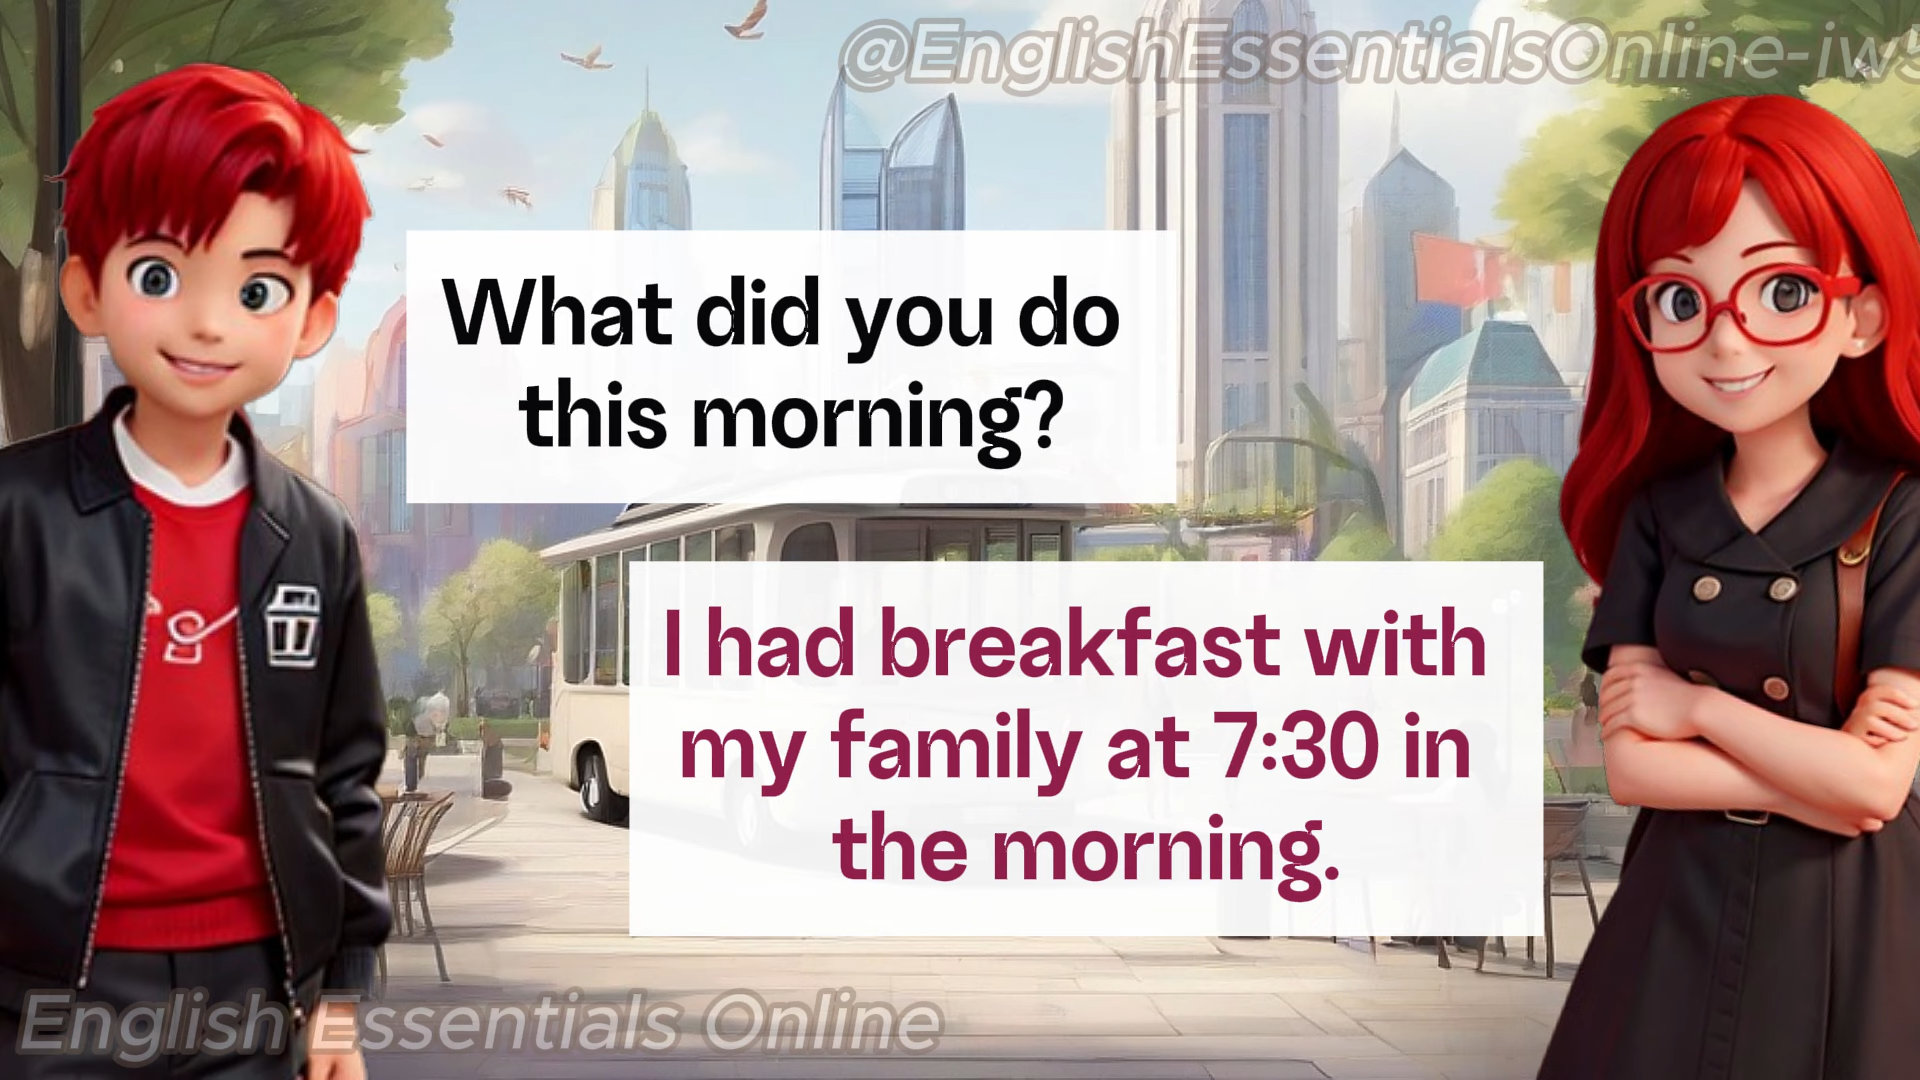 @EnglishEssentialsOnline-iw5
What did you do
this morning?
I had breakfast with
my family at 7:30 in
the morning.
English Essentials Online